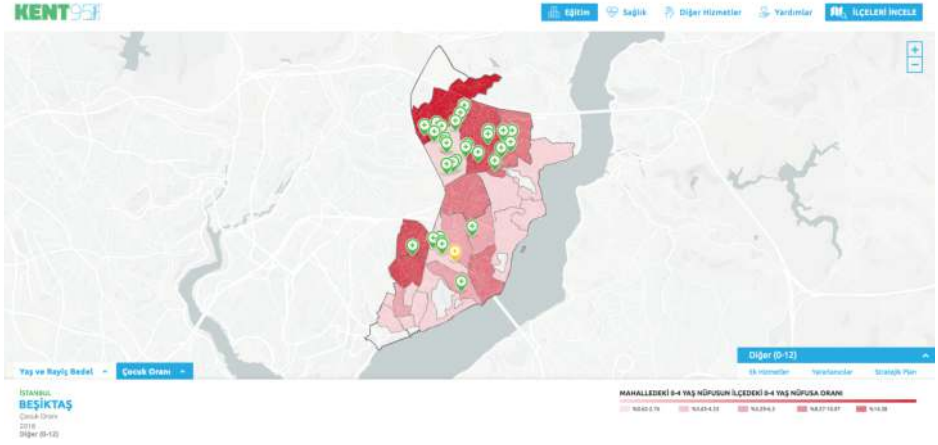 KENT95
Eğitim
Sağlık
Diğer Hizmetler
Yardımlar
İLÇELERİ İNCELE
+
−
Diğer (0-12)
Ek Hizmetler
Yararlanıcılar
Stratejik Plan
Yaş ve Rayiç Bedel
Çocuk Oranı
İSTANBUL
BEŞİKTAŞ
Çocuk Oranı
2018
Diğer (0-12)
MAHALLEDEKİ 0-4 YAŞ NÜFUSUN İLÇEDEKİ 0-4 YAŞ NÜFUSA ORANI